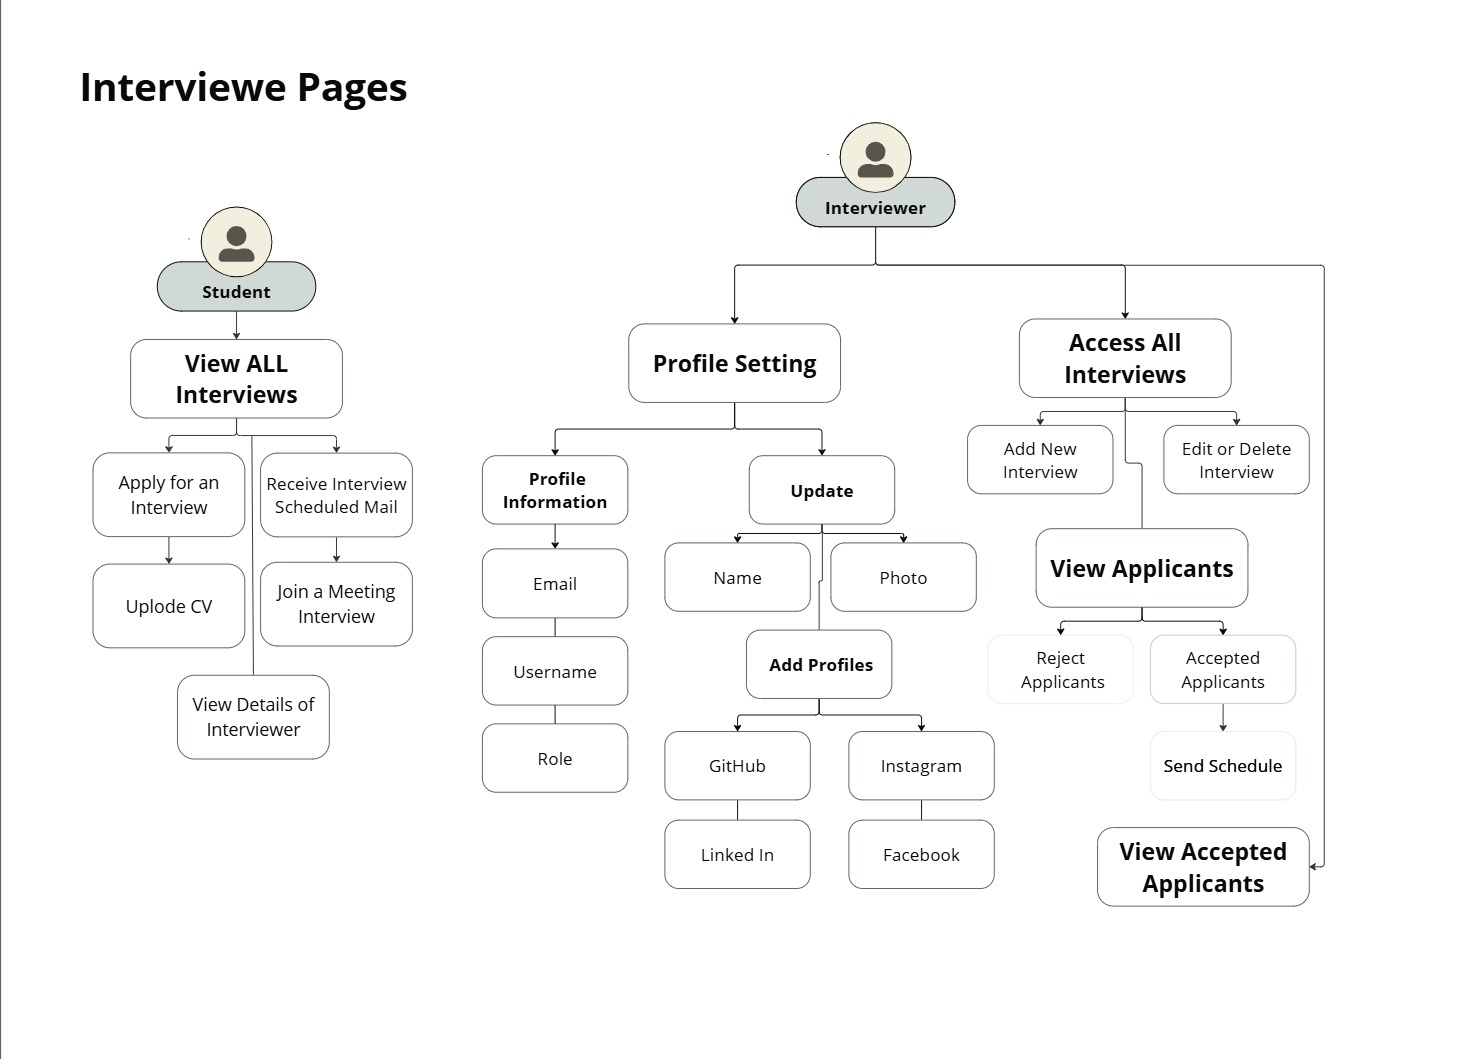 Interviewe Pages
Student
View ALL
Interviews
Apply for an
Interview
Receive Interview
Scheduled Mail
Uplode CV
Join a Meeting
Interview
View Details of
Interviewer
Interviewer
Profile Setting
Profile
Information
Email
Username
Role
Update
Name
Photo
Add Profiles
GitHub
Instagram
Linked In
Facebook
Access All
Interviews
Add New
Interview
Edit or Delete
Interview
View Applicants
Reject
Applicants
Accepted
Applicants
Send Schedule
View Accepted
Applicants